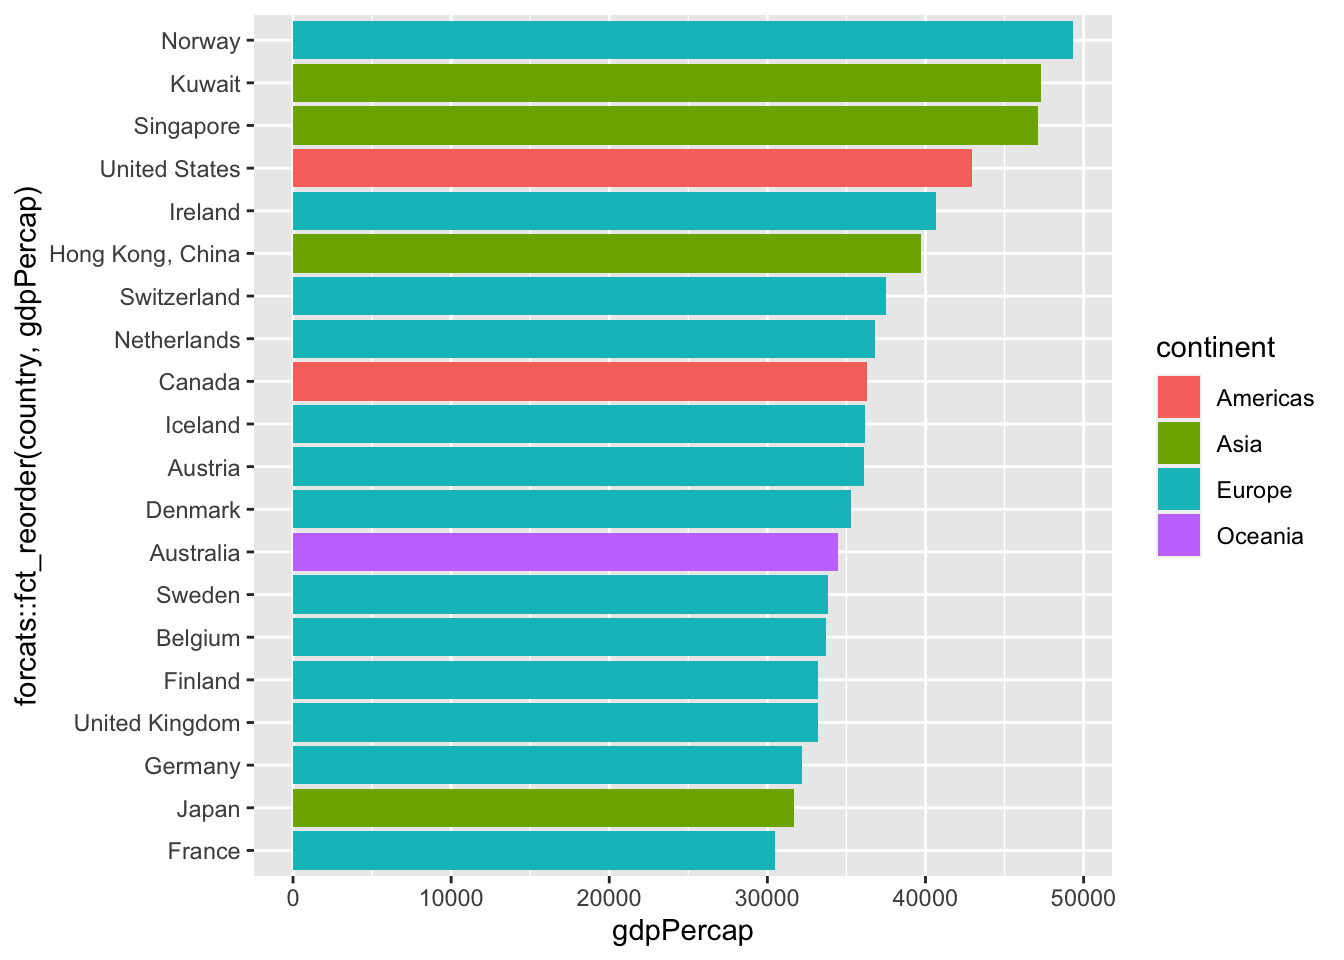 forcats::fct_reorder(country, gdpPercap)
Norway
Kuwait
Singapore
United States
Ireland
Hong Kong, China
Switzerland
Netherlands
Canada
Iceland
Austria
Denmark
Australia
Sweden
Belgium
Finland
United Kingdom
Germany
Japan
France
0 10000 20000 30000 40000 50000
gdpPercap
continent
Americas
Asia
Europe
Oceania